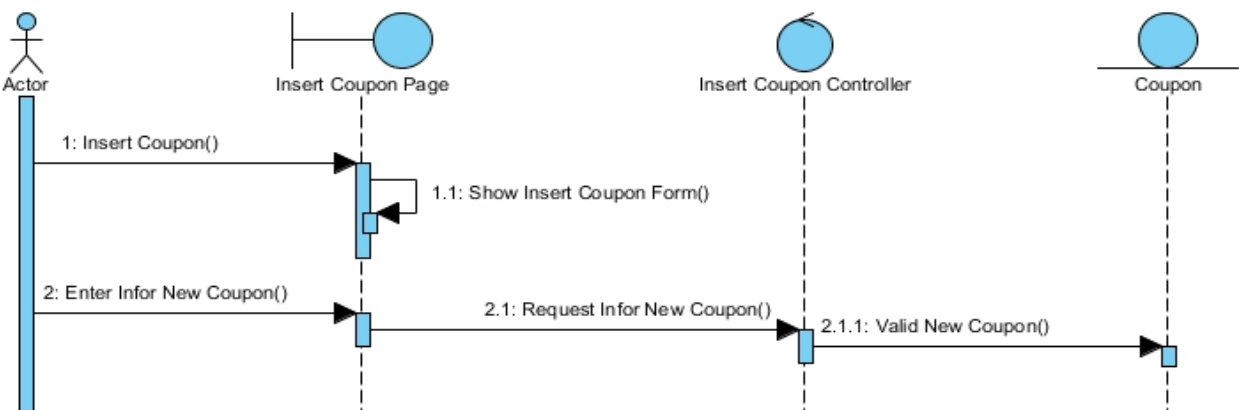 Actor
Insert Coupon Page
Insert Coupon Controller
Coupon
1: Insert Coupon()
1.1: Show Insert Coupon Form()
2: Enter Infor New Coupon()
2.1: Request Infor New Coupon()
2.1.1: Valid New Coupon()